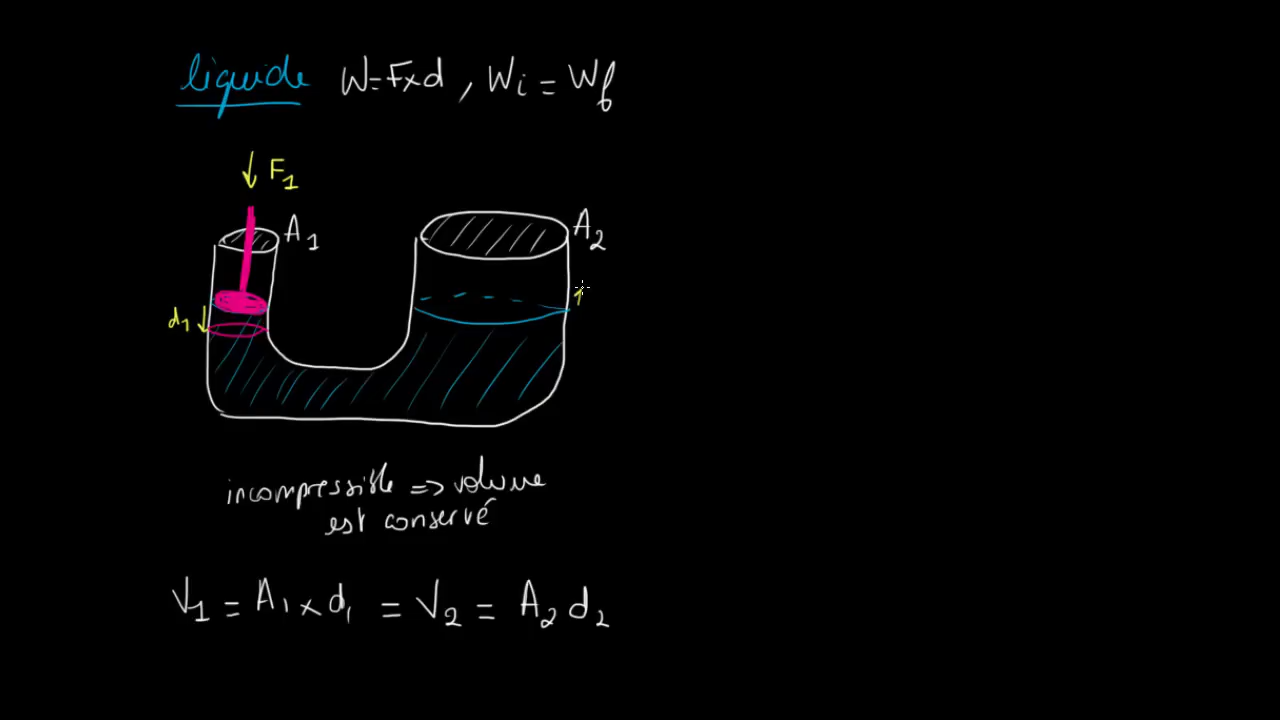 liquide W=F×d , Wi = Wf
↓ F1
A1
A2
d1 ↓
incompressible => volume
est conservé
V1 = A1 × d1 = V2 = A2 d2